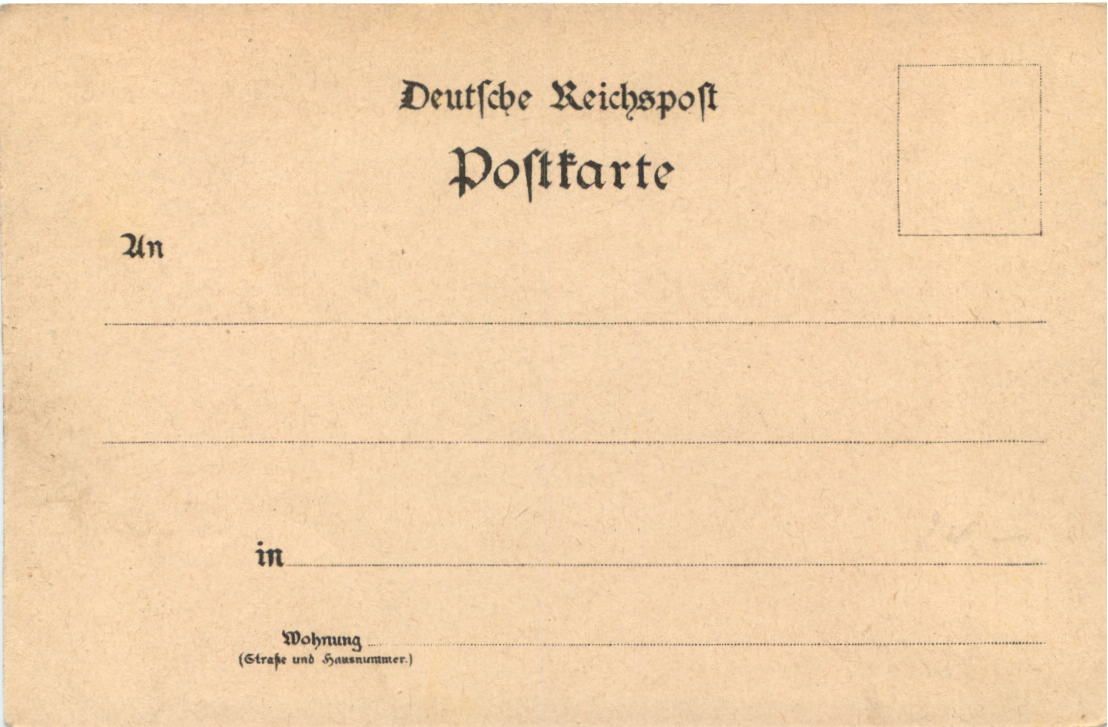 Deutsche Reichspost
Postkarte
An
in
Wohnung
(Straße und Hausnummer.)